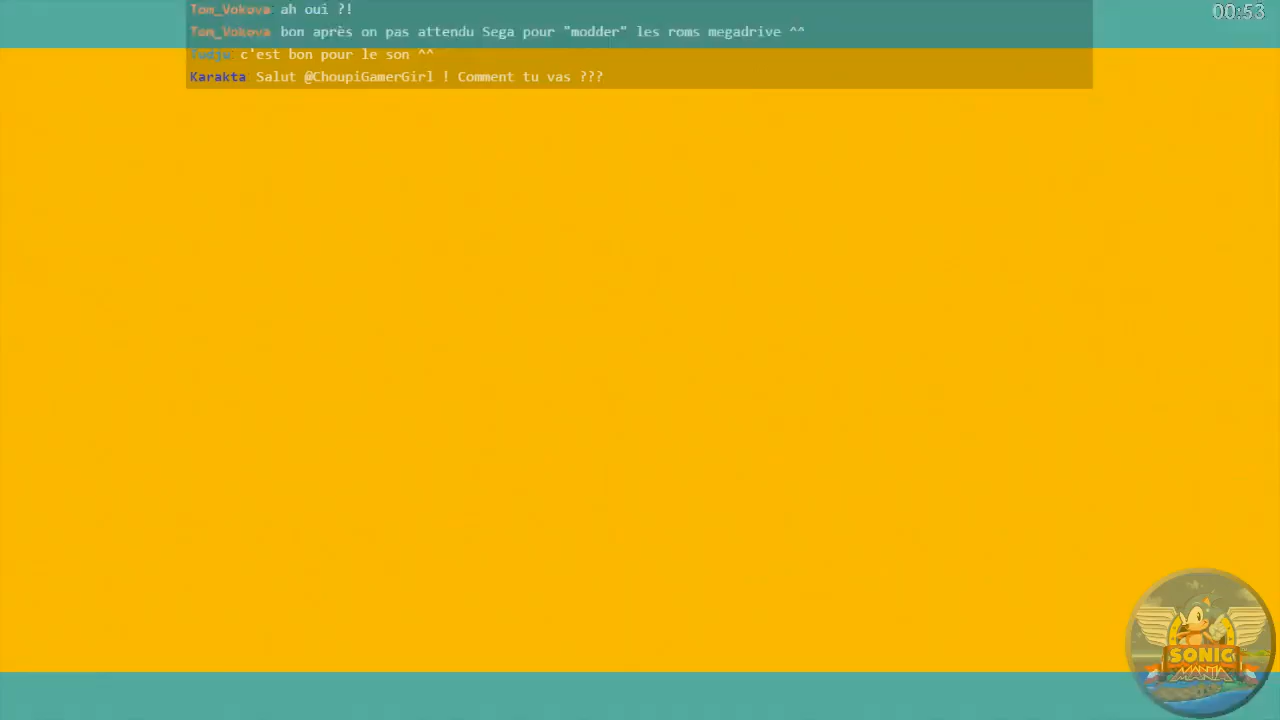 Tom_Vokova: ah oui ?!
00:53
Tom_Vokova: bon après on pas attendu Sega pour "modder" les roms megadrive ^^
c'est bon pour le son ^^
Karakta: Salut @ChoupiGamerGirl ! Comment tu vas ???
SONIC
MANIA